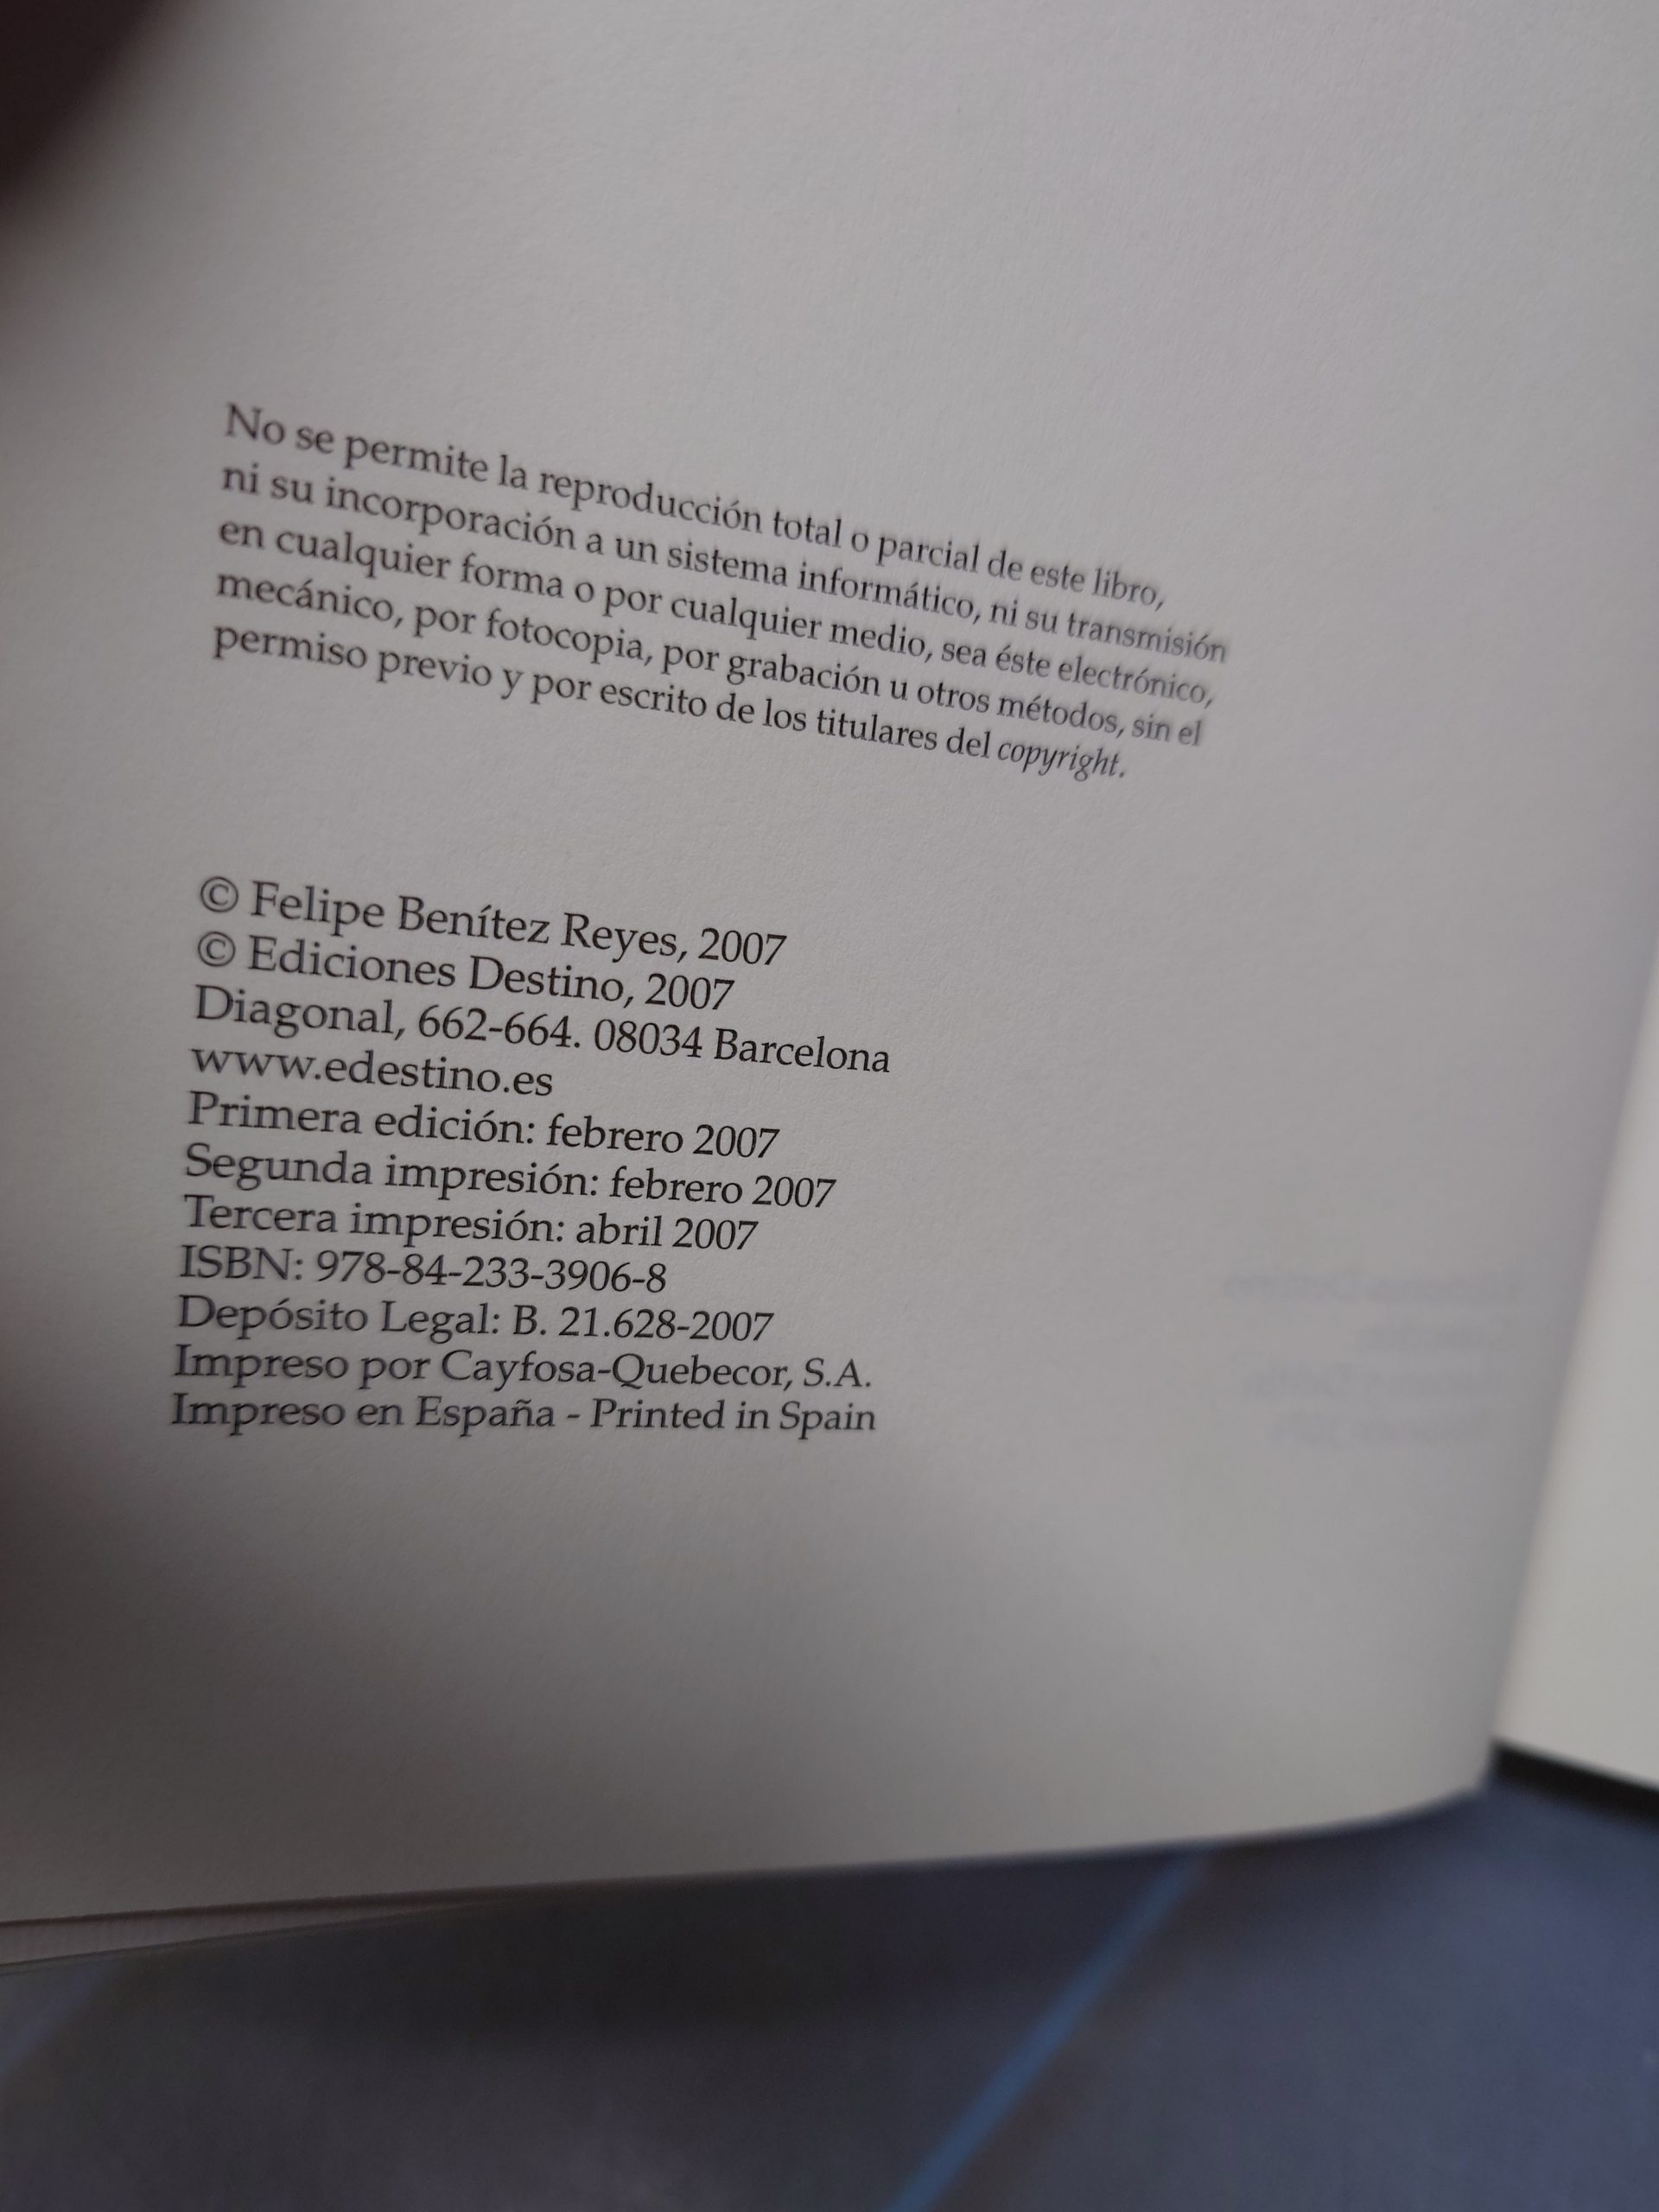 No se permite la reproducción total o parcial de este libro,
ni su incorporación a un sistema informático, ni su transmisión
en cualquier forma o por cualquier medio, sea éste electrónico,
mecánico, por fotocopia, por grabación u otros métodos, sin el
permiso previo y por escrito de los titulares del copyright.
© Felipe Benítez Reyes, 2007
© Ediciones Destino, 2007
Diagonal, 662-664. 08034 Barcelona
www.edestino.es
Primera edición: febrero 2007
Segunda impresión: febrero 2007
Tercera impresión: abril 2007
ISBN: 978-84-233-3906-8
Depósito Legal: B. 21.628-2007
Impreso por Cayfosa-Quebecor, S.A.
Impreso en España - Printed in Spain